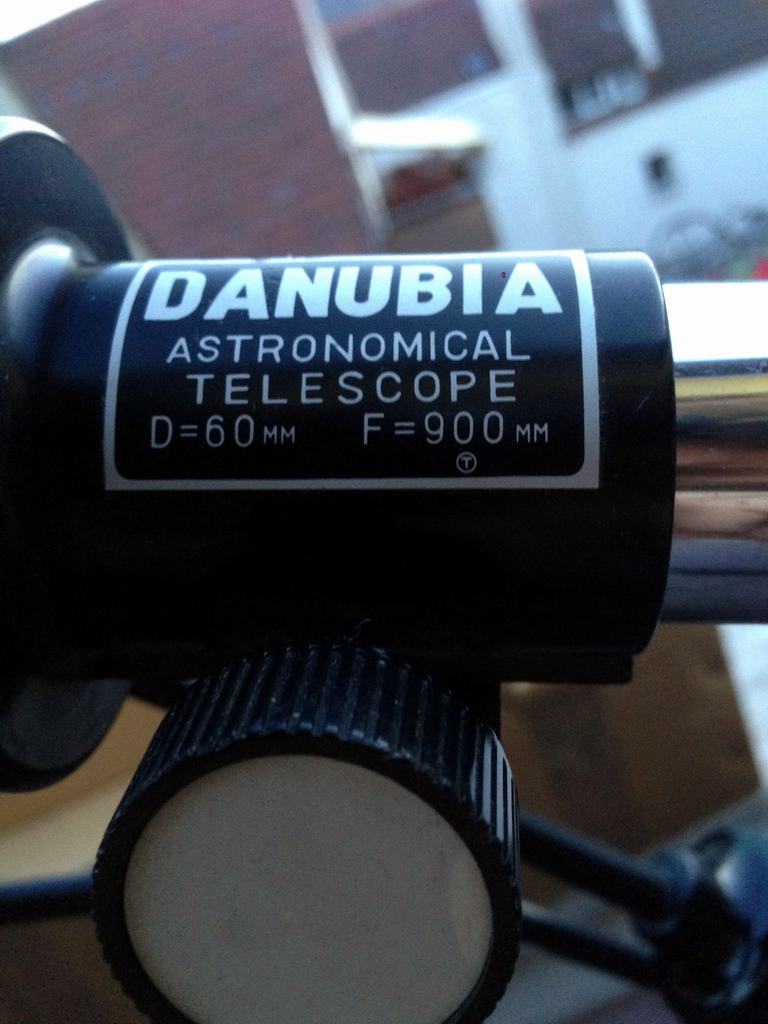 DANUBIA
ASTRONOMICAL
TELESCOPE
D=60MM F=900MM
T